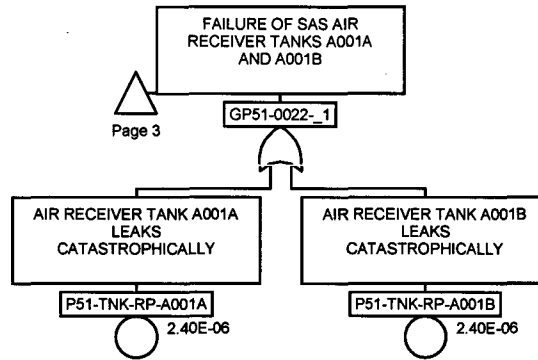 FAILURE OF SAS AIR
RECEIVER TANKS A001A
AND A001B
Page 3
GP51-0022-_1
AIR RECEIVER TANK A001A
LEAKS
CATASTROPHICALLY
AIR RECEIVER TANK A001B
LEAKS
CATASTROPHICALLY
P51-TNK-RP-A001A
P51-TNK-RP-A001B
2.40E-06
2.40E-06